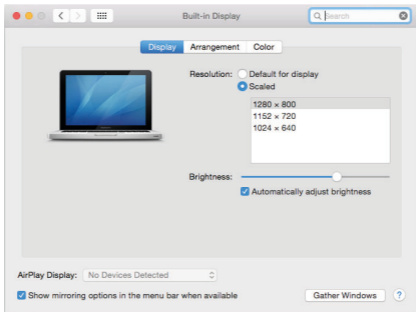 Built-in Display
Search
Display Arrangement Color
Resolution: Default for display
Scaled
1280 × 800
1152 × 720
1024 × 640
Brightness:
Automatically adjust brightness
AirPlay Display: No Devices Detected
Show mirroring options in the menu bar when available
Gather Windows ?